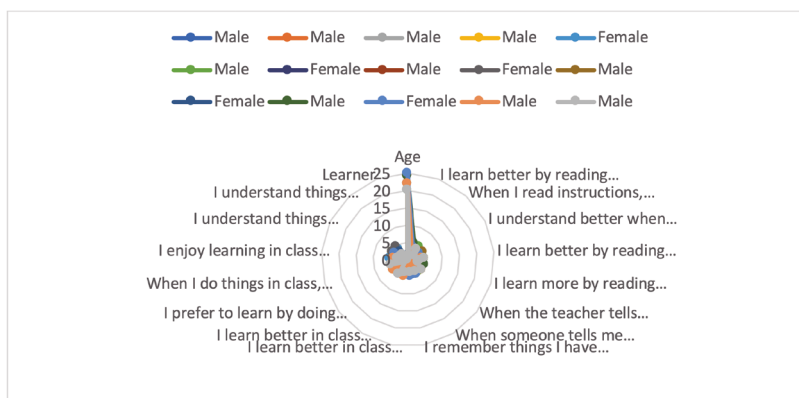 Male Male Male Male Female
Male Female Male Female Male
Female Male Female Male Male
Age
Learner 25 I learn better by reading...
I understand things... 20 When I read instructions,...
I understand things... 15 I understand better when...
10
I enjoy learning in class... 5 I learn better by reading...
0
When I do things in class,... I learn more by reading...
I prefer to learn by doing... When the teacher tells...
I learn better in class... When someone tells me...
I learn better in class... I remember things I have...